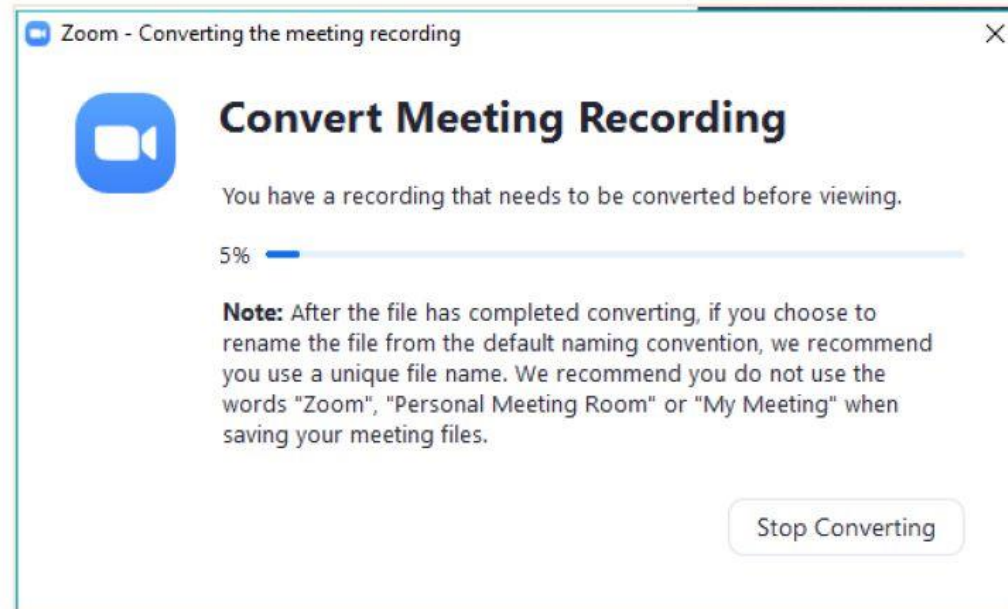 Zoom - Converting the meeting recording
Convert Meeting Recording
You have a recording that needs to be converted before viewing.
5%
Note: After the file has completed converting, if you choose to
rename the file from the default naming convention, we recommend
you use a unique file name. We recommend you do not use the
words "Zoom", "Personal Meeting Room" or "My Meeting" when
saving your meeting files.
Stop Converting